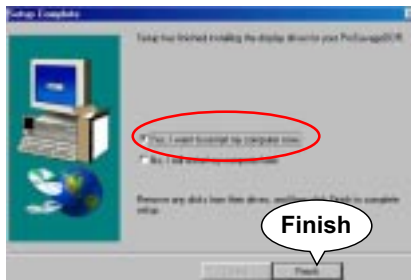 Setup Complete
Setup has finished installing the display driver to your ProSavageDDR.
Yes, I want to restart my computer now.
No, I will restart my computer later.
Remove any disks from their drives, and then click Finish to complete
setup.
Finish
Finish